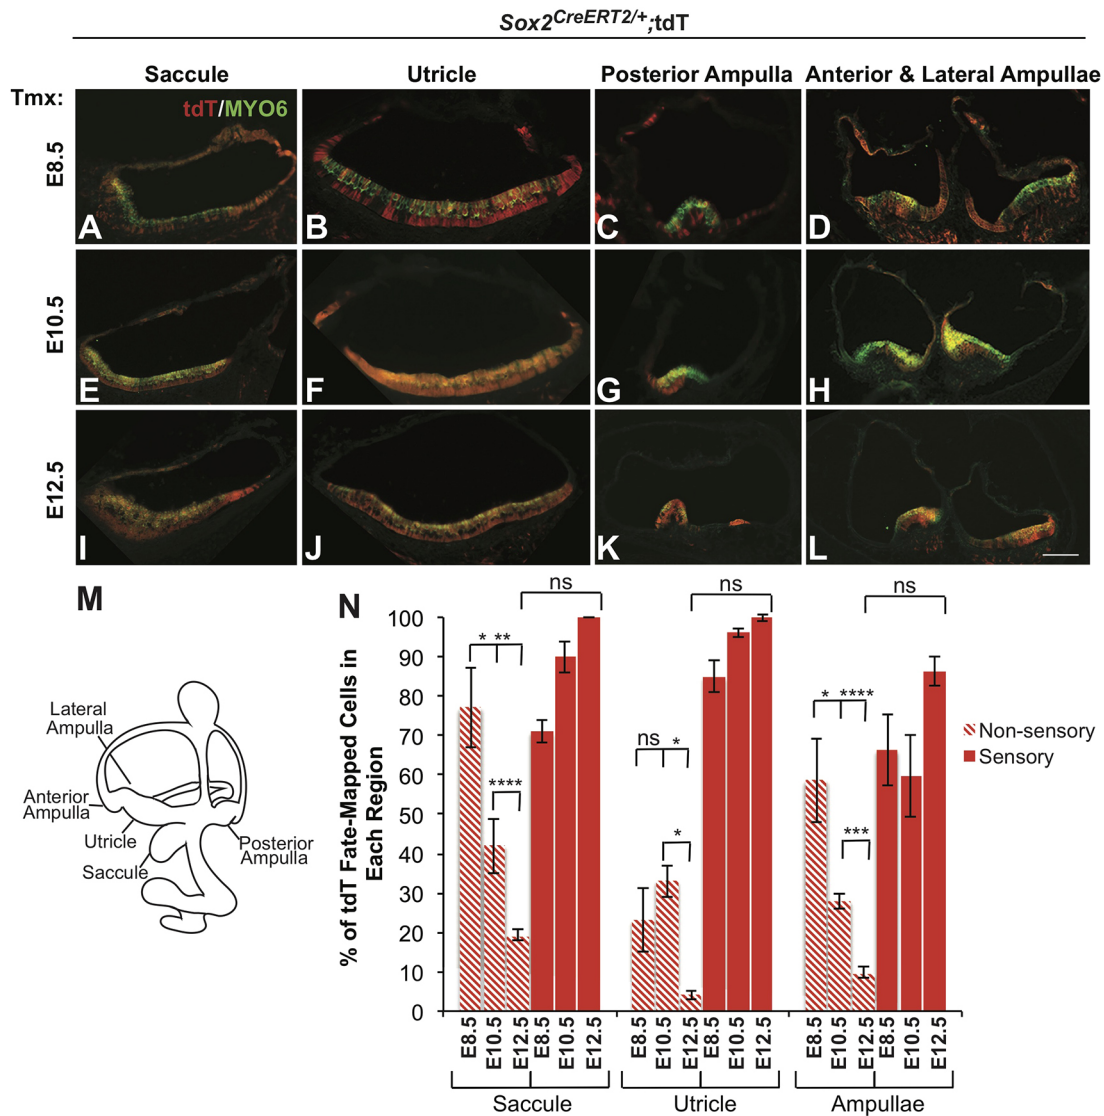 Sox2CreERT2/+;tdT
Saccule
Utricle
Posterior Ampulla
Anterior & Lateral Ampullae
Tmx:
tdT/MYO6
E8.5
A
B
C
D
E10.5
E
F
G
H
E12.5
I
J
K
L
M
Lateral
Ampulla
Anterior
Ampulla
Utricle
Saccule
Posterior
Ampulla
N
% of tdT Fate-Mapped Cells in
Each Region
100
90
80
70
60
50
40
30
20
10
0
* **
****
ns
ns *
*
ns
* ****
***
ns
Non-sensory
Sensory
E8.5
E10.5
E12.5
E8.5
E10.5
E12.5
E8.5
E10.5
E12.5
E8.5
E10.5
E12.5
E8.5
E10.5
E12.5
E8.5
E10.5
E12.5
Saccule
Utricle
Ampullae